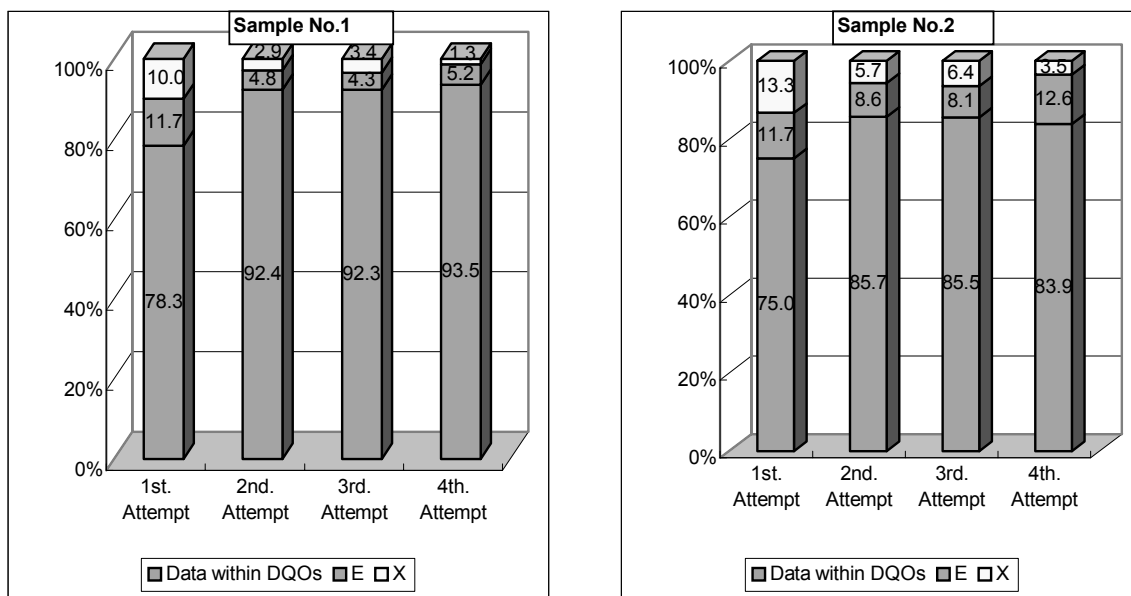 Sample No.1
100%
80%
60%
40%
20%
0%
10.0
11.7
78.3
2.9
4.8
92.4
3.4
4.3
92.3
1.3
5.2
93.5
1st.
Attempt
2nd.
Attempt
3rd.
Attempt
4th.
Attempt
Data within DQOs E X
Sample No.2
100%
80%
60%
40%
20%
0%
13.3
11.7
75.0
5.7
8.6
85.7
6.4
8.1
85.5
3.5
12.6
83.9
1st.
Attempt
2nd.
Attempt
3rd.
Attempt
4th.
Attempt
Data within DQOs E X